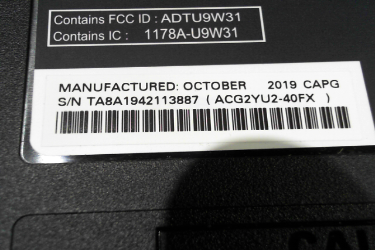 Contains FCC ID : ADTU9W31
Contains IC : 1178A-U9W31
MANUFACTURED: OCTOBER 2019 CAPG
S/N TA8A1942113887 ( ACG2YU2-40FX )